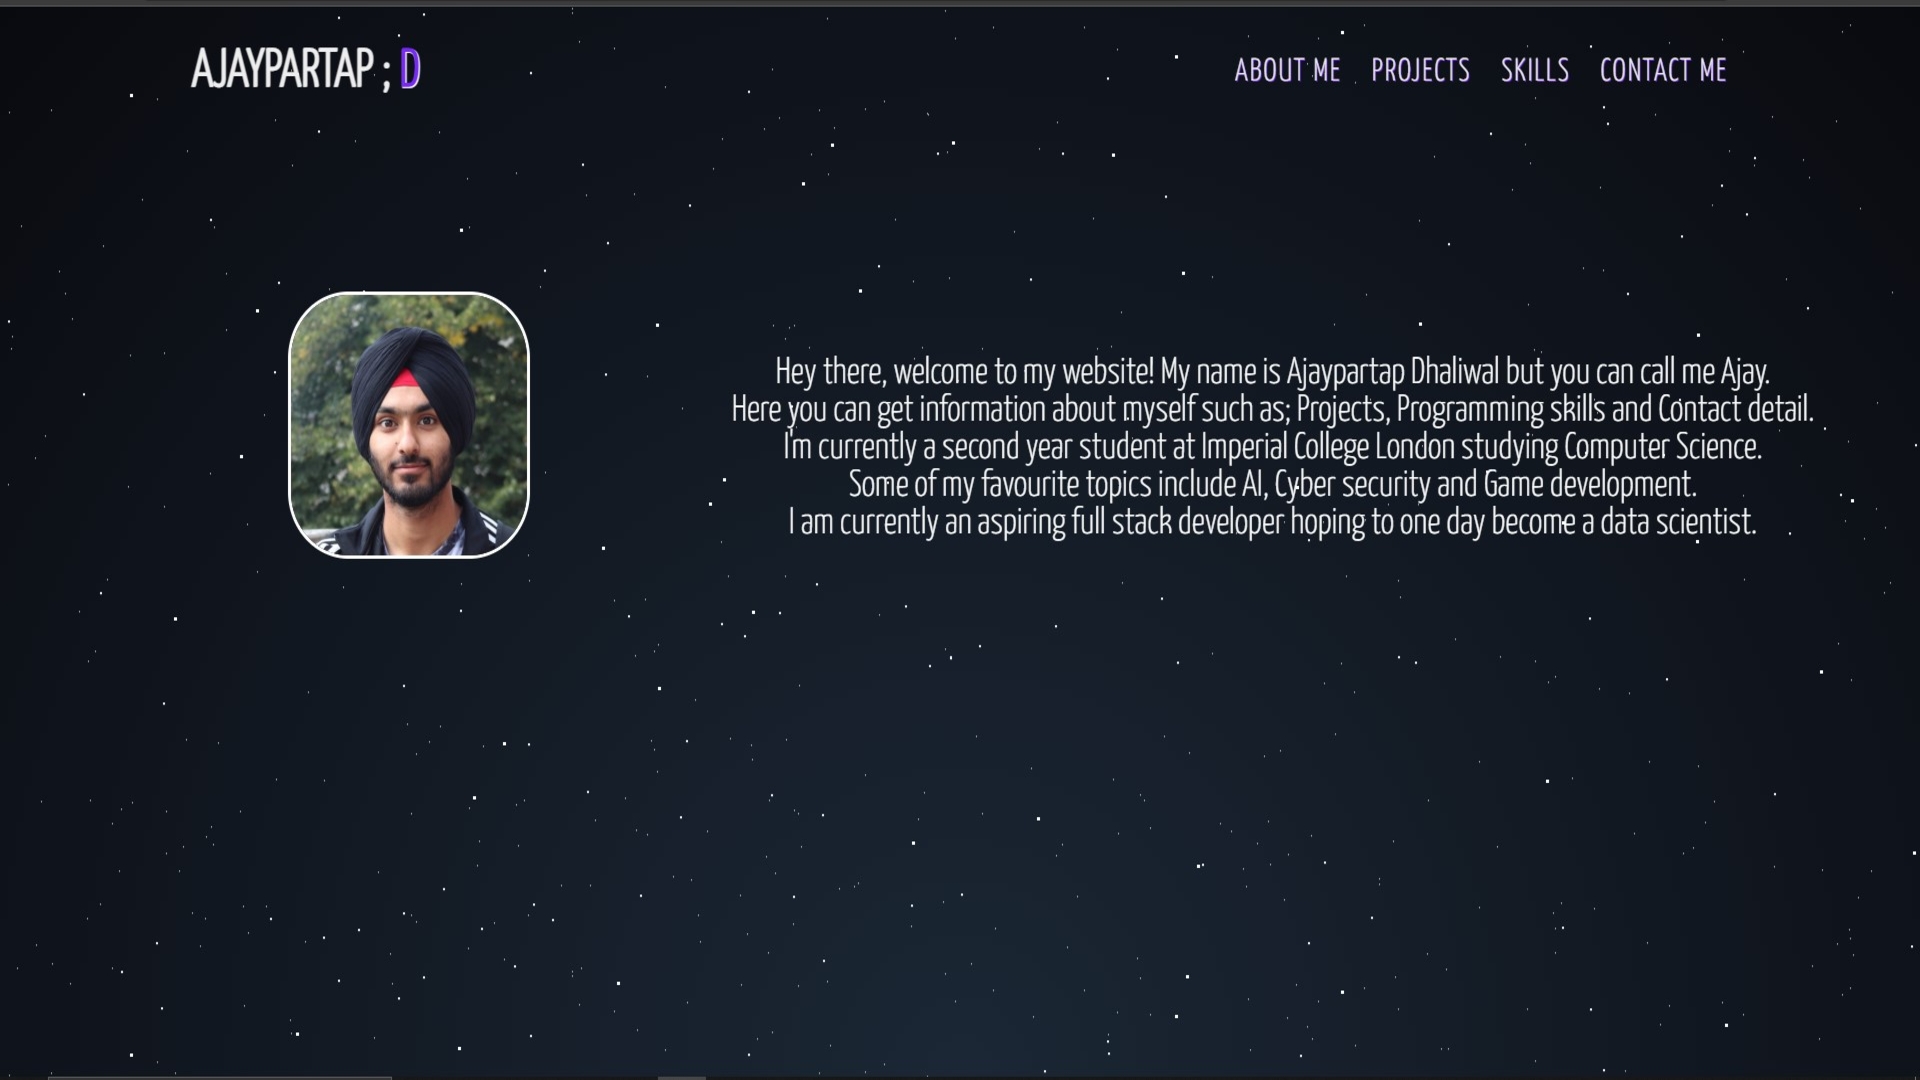 AJAYPARTAP ; D
ABOUT ME PROJECTS SKILLS CONTACT ME
Hey there, welcome to my website! My name is Ajaypartap Dhaliwal but you can call me Ajay.
Here you can get information about myself such as; Projects, Programming skills and Contact detail.
I'm currently a second year student at Imperial College London studying Computer Science.
Some of my favourite topics include AI, Cyber security and Game development.
I am currently an aspiring full stack developer hoping to one day become a data scientist.